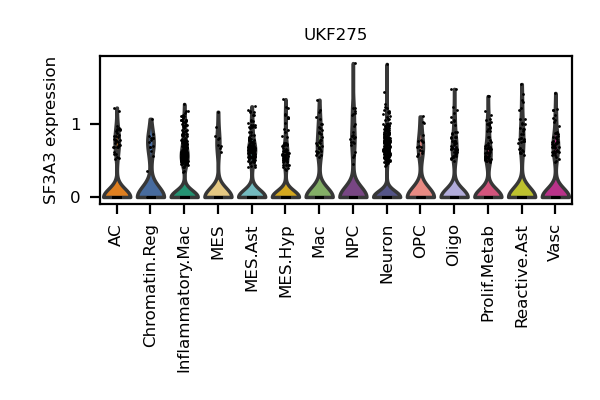 UKF275
SF3A3 expression
1
0
AC
Chromatin.Reg
Inflammatory.Mac
MES
MES.Ast
MES.Hyp
Mac
NPC
Neuron
OPC
Oligo
Prolif.Metab
Reactive.Ast
Vasc